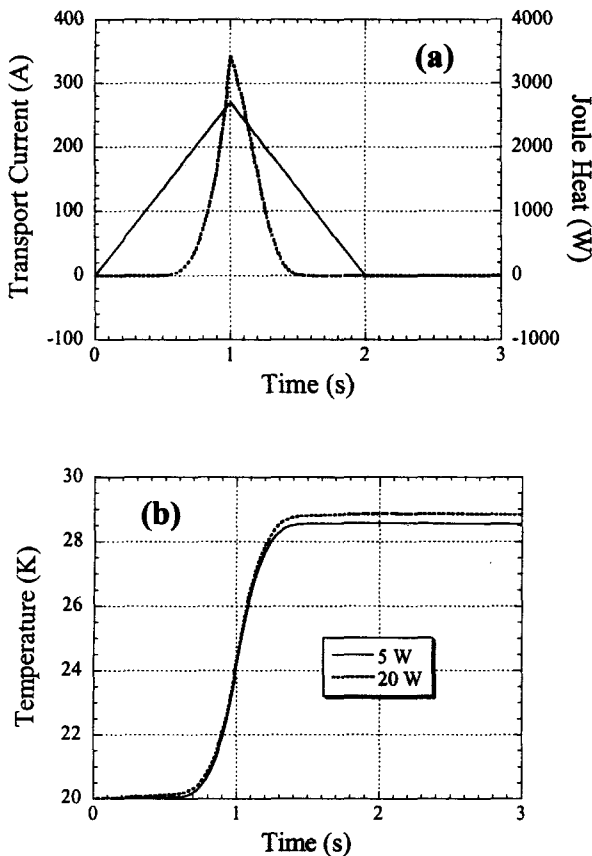 (a)
Transport Current (A)
400
300
200
100
0
-100
Joule Heat (W)
4000
3000
2000
1000
0
-1000
0
1
2
3
Time (s)
(b)
Temperature (K)
30
28
26
24
22
20
5 W
20 W
0
1
2
3
Time (s)